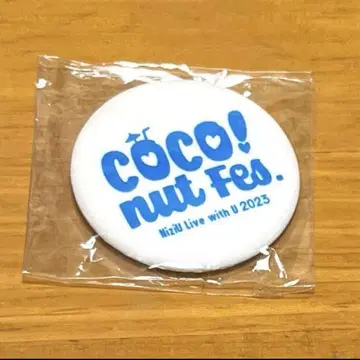 COCO!
nut Fes.
NiziU Live with U 2023